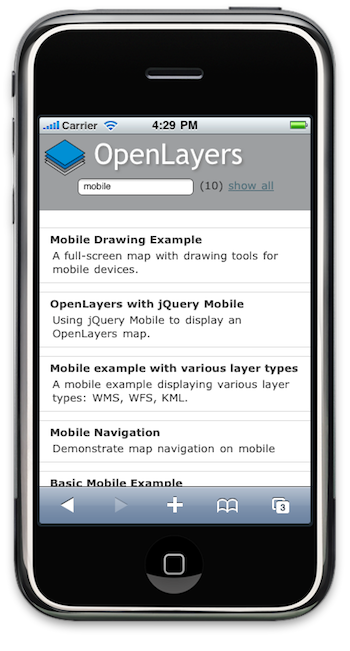 Carrier 4:29 PM
OpenLayers
mobile (10) show all
Mobile Drawing Example
A full-screen map with drawing tools for
mobile devices.
OpenLayers with jQuery Mobile
Using jQuery Mobile to display an
OpenLayers map.
Mobile example with various layer types
A mobile example displaying various layer
types: WMS, WFS, KML.
Mobile Navigation
Demonstrate map navigation on mobile
Basic Mobile Example
3